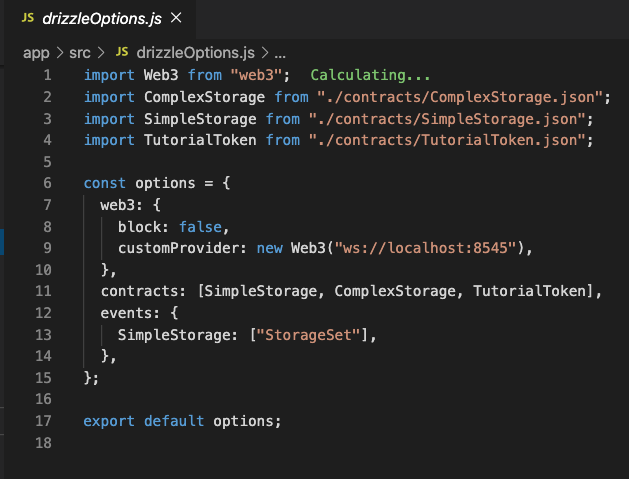 JS drizzleOptions.js ×
app > src > JS drizzleOptions.js > ...
1 import Web3 from "web3"; Calculating...
2 import ComplexStorage from "./contracts/ComplexStorage.json";
3 import SimpleStorage from "./contracts/SimpleStorage.json";
4 import TutorialToken from "./contracts/TutorialToken.json";
5
6 const options = {
7   web3: {
8     block: false,
9     customProvider: new Web3("ws://localhost:8545"),
10   },
11   contracts: [SimpleStorage, ComplexStorage, TutorialToken],
12   events: {
13     SimpleStorage: ["StorageSet"],
14   },
15 };
16
17 export default options;
18